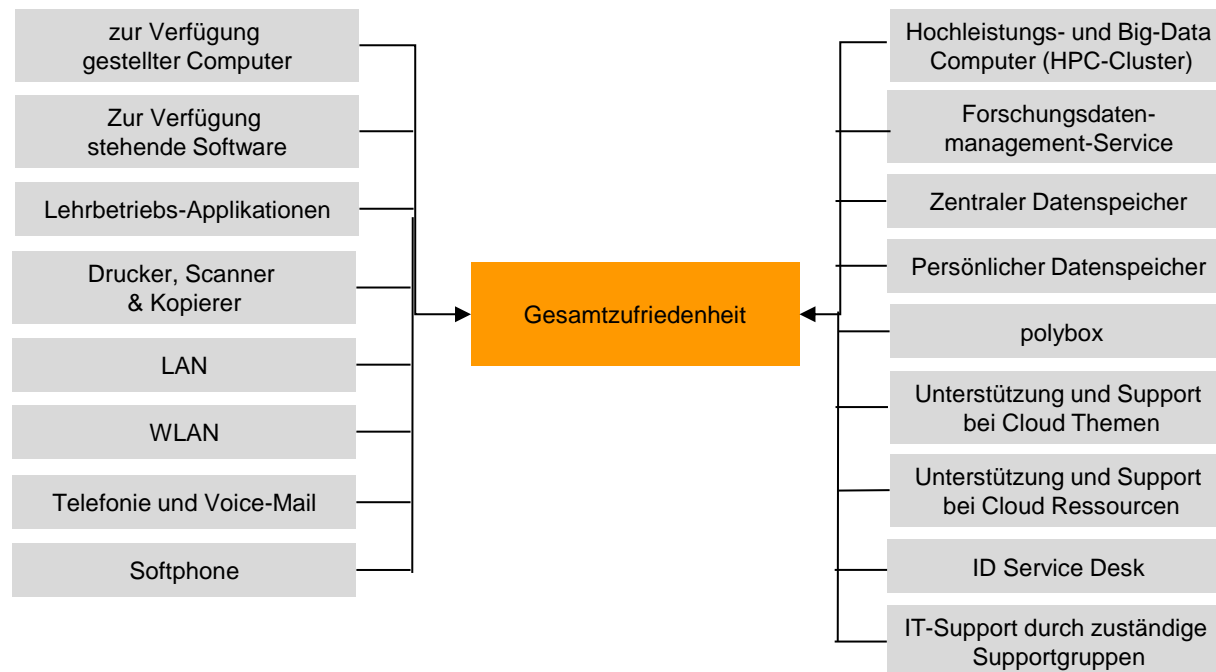 zur Verfügung
gestellter Computer
Zur Verfügung
stehende Software
Lehrbetriebs-Applikationen
Drucker, Scanner
& Kopierer
LAN
WLAN
Telefonie und Voice-Mail
Softphone
Gesamtzufriedenheit
Hochleistungs- und Big-Data
Computer (HPC-Cluster)
Forschungsdaten-
management-Service
Zentraler Datenspeicher
Persönlicher Datenspeicher
polybox
Unterstützung und Support
bei Cloud Themen
Unterstützung und Support
bei Cloud Ressourcen
ID Service Desk
IT-Support durch zuständige
Supportgruppen